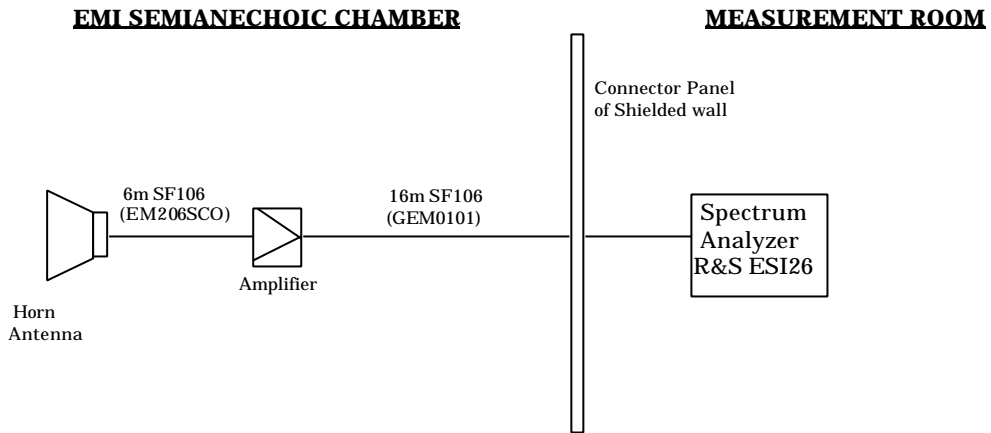 EMI SEMIANECHOIC CHAMBER
MEASUREMENT ROOM
Connector Panel
of Shielded wall
6m SF106
(EM206SCO)
16m SF106
(GEM0101)
Spectrum
Analyzer
R&S ESI26
Amplifier
Horn
Antenna